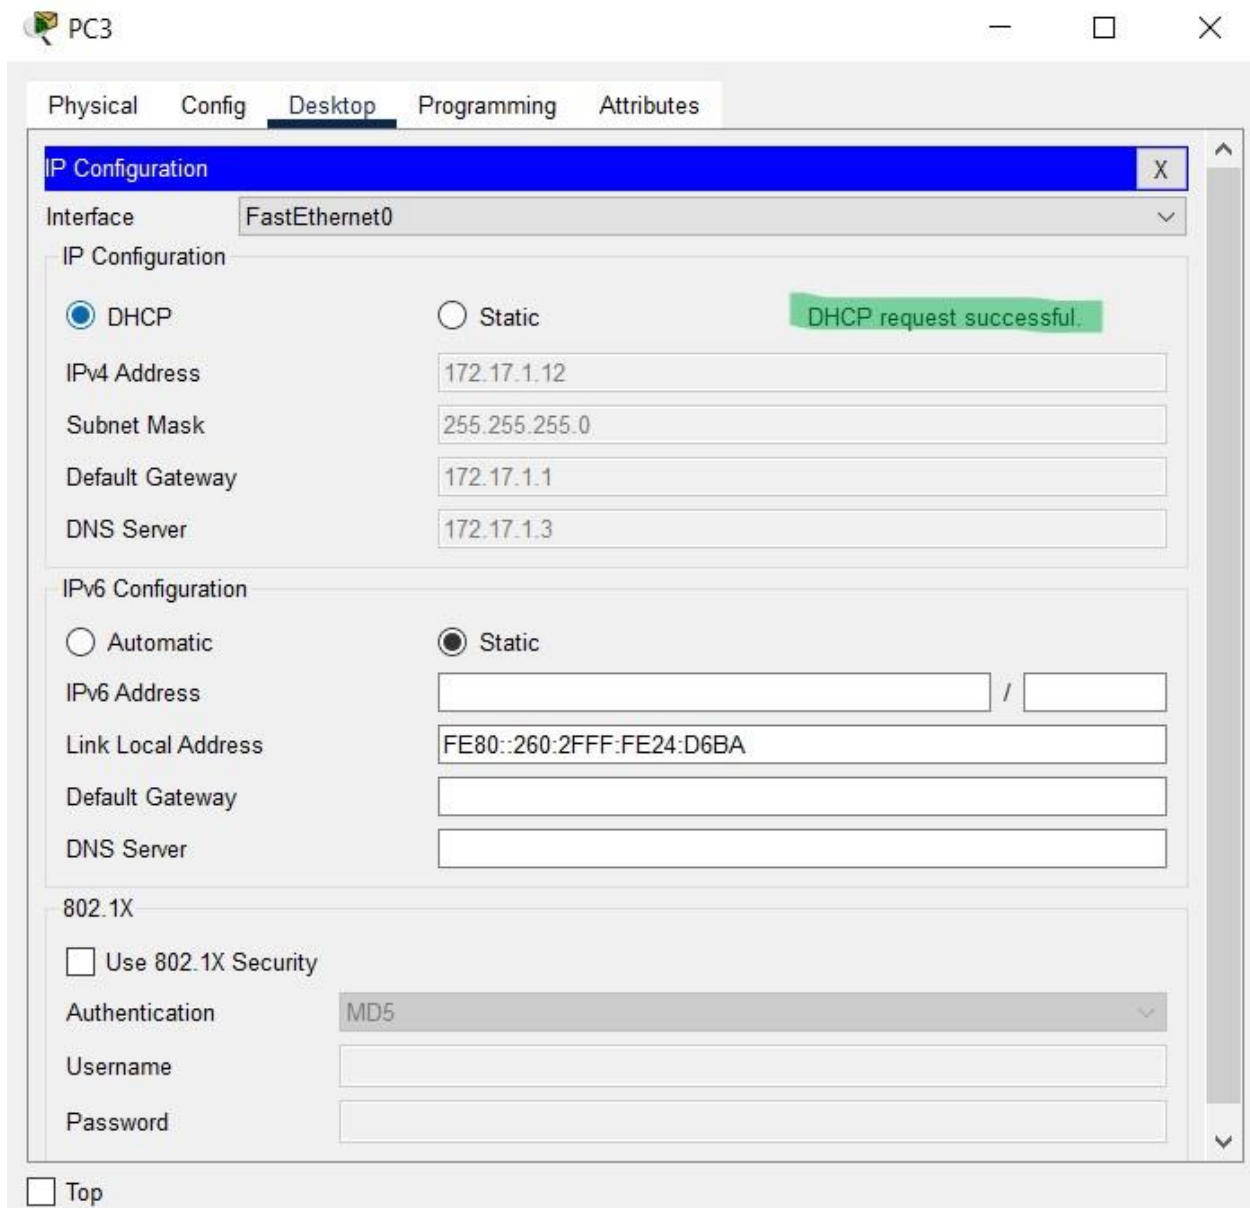 PC3
Physical Config Desktop Programming Attributes
IP Configuration X
Interface FastEthernet0
IP Configuration
DHCP Static DHCP request successful.
IPv4 Address 172.17.1.12
Subnet Mask 255.255.255.0
Default Gateway 172.17.1.1
DNS Server 172.17.1.3
IPv6 Configuration
Automatic Static
IPv6 Address /
Link Local Address FE80::260:2FFF:FE24:D6BA
Default Gateway
DNS Server
802.1X
Use 802.1X Security
Authentication MD5
Username
Password
Top